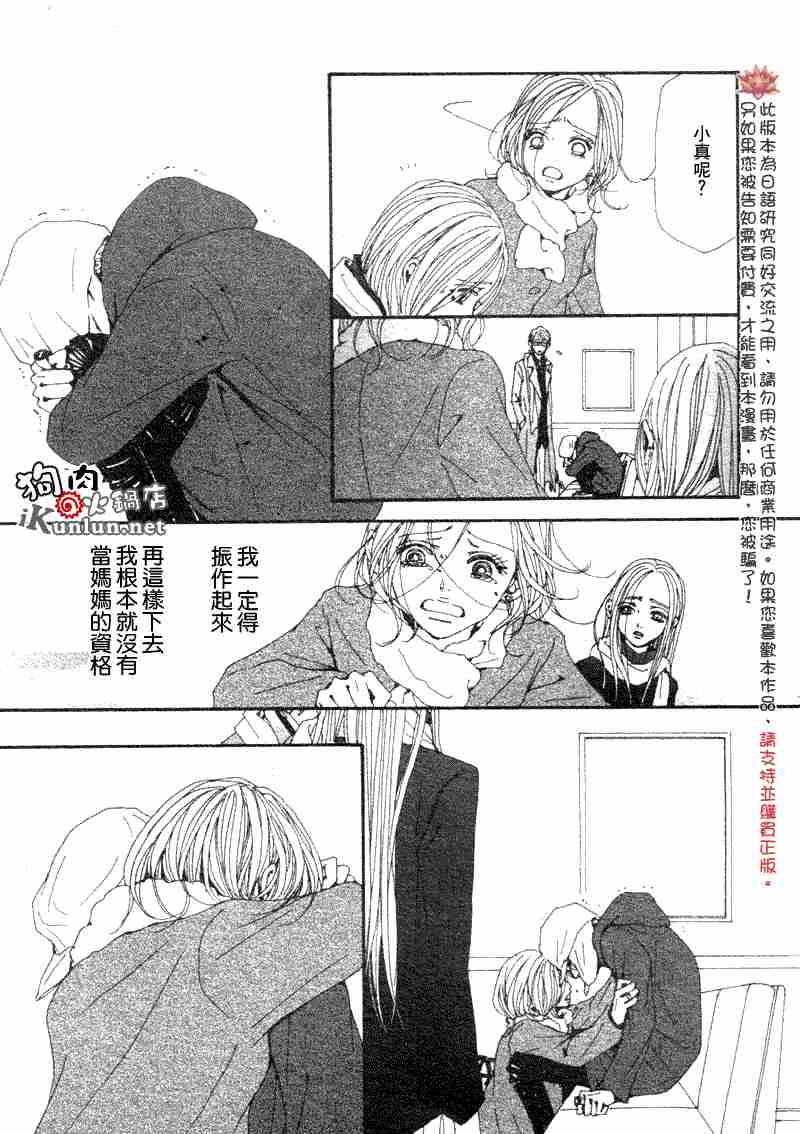 小真呢?
我一定得
振作起來
再這樣下去
我根本就沒有
當媽媽的資格
狗肉火鍋店
iKunlun.net
此版本為日語研究同好交流之用，請勿用於任何商業用途。如果您喜歡本作品，請支持並購買正版。
另如果您被告知需要付費，才能看到本漫畫，那麼，您被騙了！